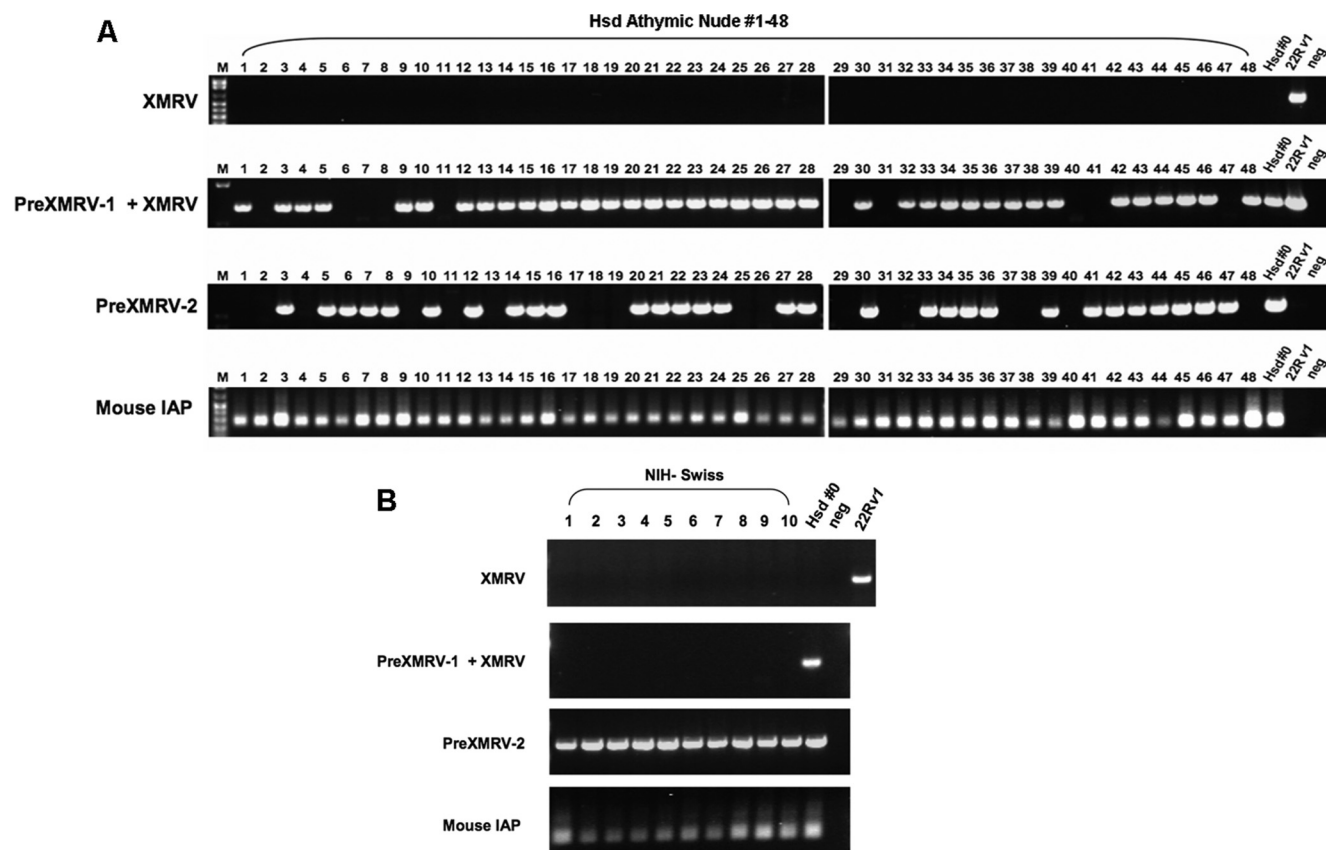 A
Hsd Athymic Nude #1-48
M 1 2 3 4 5 6 7 8 9 10 11 12 13 14 15 16 17 18 19 20 21 22 23 24 25 26 27 28 29 30 31 32 33 34 35 36 37 38 39 40 41 42 43 44 45 46 47 48 Hsd#0 22Rv1 neg
XMRV
M 1 2 3 4 5 6 7 8 9 10 11 12 13 14 15 16 17 18 19 20 21 22 23 24 25 26 27 28 29 30 31 32 33 34 35 36 37 38 39 40 41 42 43 44 45 46 47 48 Hsd#0 22Rv1 neg
PreXMRV-1 + XMRV
M 1 2 3 4 5 6 7 8 9 10 11 12 13 14 15 16 17 18 19 20 21 22 23 24 25 26 27 28 29 30 31 32 33 34 35 36 37 38 39 40 41 42 43 44 45 46 47 48 Hsd#0 22Rv1 neg
PreXMRV-2
M 1 2 3 4 5 6 7 8 9 10 11 12 13 14 15 16 17 18 19 20 21 22 23 24 25 26 27 28 29 30 31 32 33 34 35 36 37 38 39 40 41 42 43 44 45 46 47 48 Hsd#0 22Rv1 neg
Mouse IAP
B
NIH- Swiss
1 2 3 4 5 6 7 8 9 10 Hsd #0 neg 22Rv1
XMRV
PreXMRV-1 + XMRV
PreXMRV-2
Mouse IAP